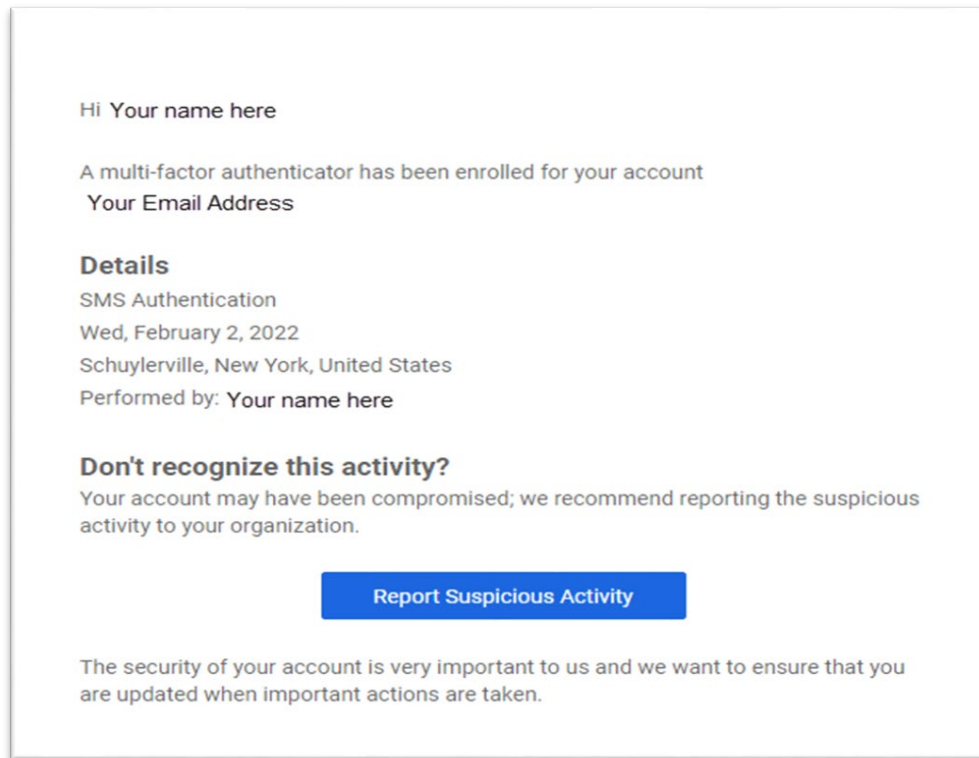 Hi Your name here
A multi-factor authenticator has been enrolled for your account
Your Email Address
Details
SMS Authentication
Wed, February 2, 2022
Schuylerville, New York, United States
Performed by: Your name here
Don't recognize this activity?
Your account may have been compromised; we recommend reporting the suspicious
activity to your organization.
Report Suspicious Activity
The security of your account is very important to us and we want to ensure that you
are updated when important actions are taken.